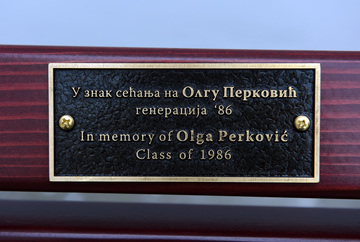 У знак сећања на Олгу Перковић
генерација ‘86
In memory of Olga Perković
Class of 1986